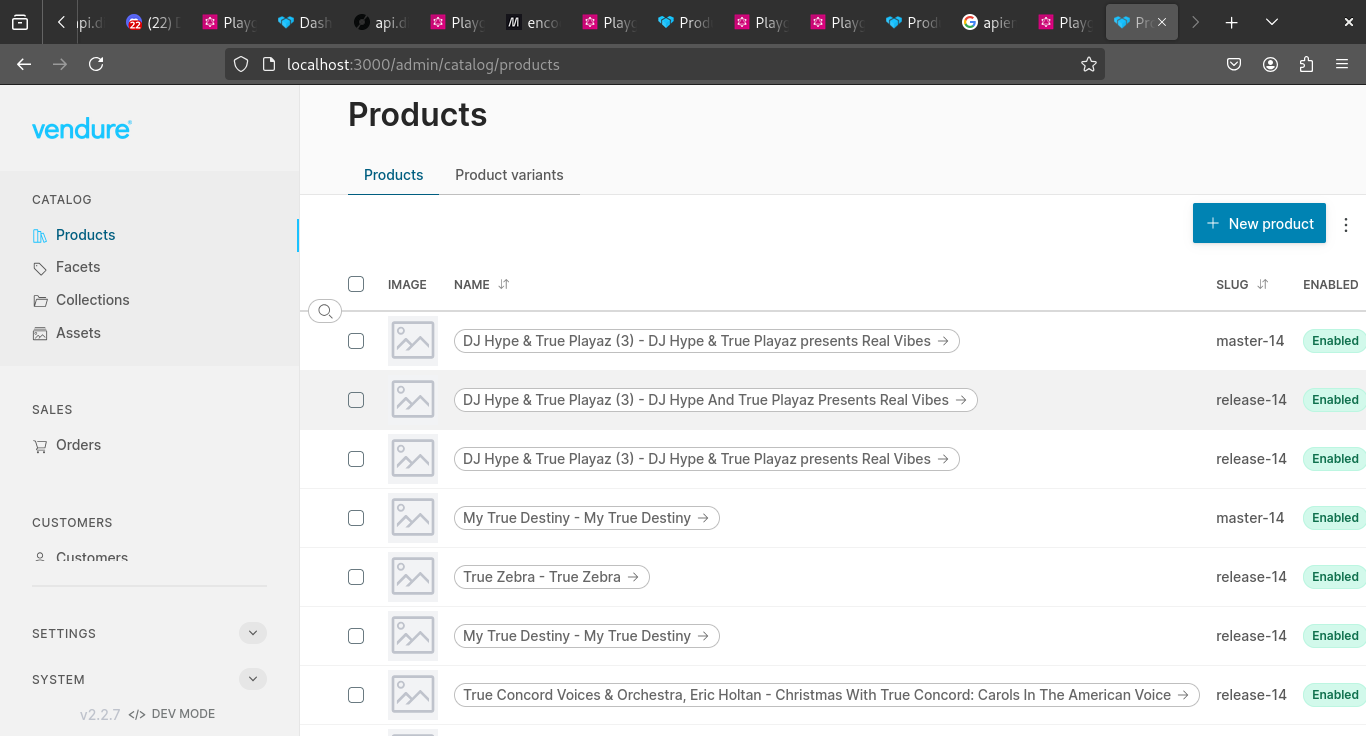 api.d
(22)
Playg
Dash
api.d
Playg
enco
Playg
Prod
Playg
Playg
Prod
apier
Playg
Pr
localhost:3000/admin/catalog/products
vendure
CATALOG
Products
Facets
Collections
Assets
SALES
Orders
CUSTOMERS
Customers
SETTINGS
SYSTEM
v2.2.7 </> DEV MODE
Products
Products Product variants
+ New product
IMAGE NAME SLUG ENABLED
DJ Hype & True Playaz (3) - DJ Hype & True Playaz presents Real Vibes → master-14 Enabled
DJ Hype & True Playaz (3) - DJ Hype And True Playaz Presents Real Vibes → release-14 Enabled
DJ Hype & True Playaz (3) - DJ Hype & True Playaz presents Real Vibes → release-14 Enabled
My True Destiny - My True Destiny → master-14 Enabled
True Zebra - True Zebra → release-14 Enabled
My True Destiny - My True Destiny → release-14 Enabled
True Concord Voices & Orchestra, Eric Holtan - Christmas With True Concord: Carols In The American Voice → release-14 Enabled